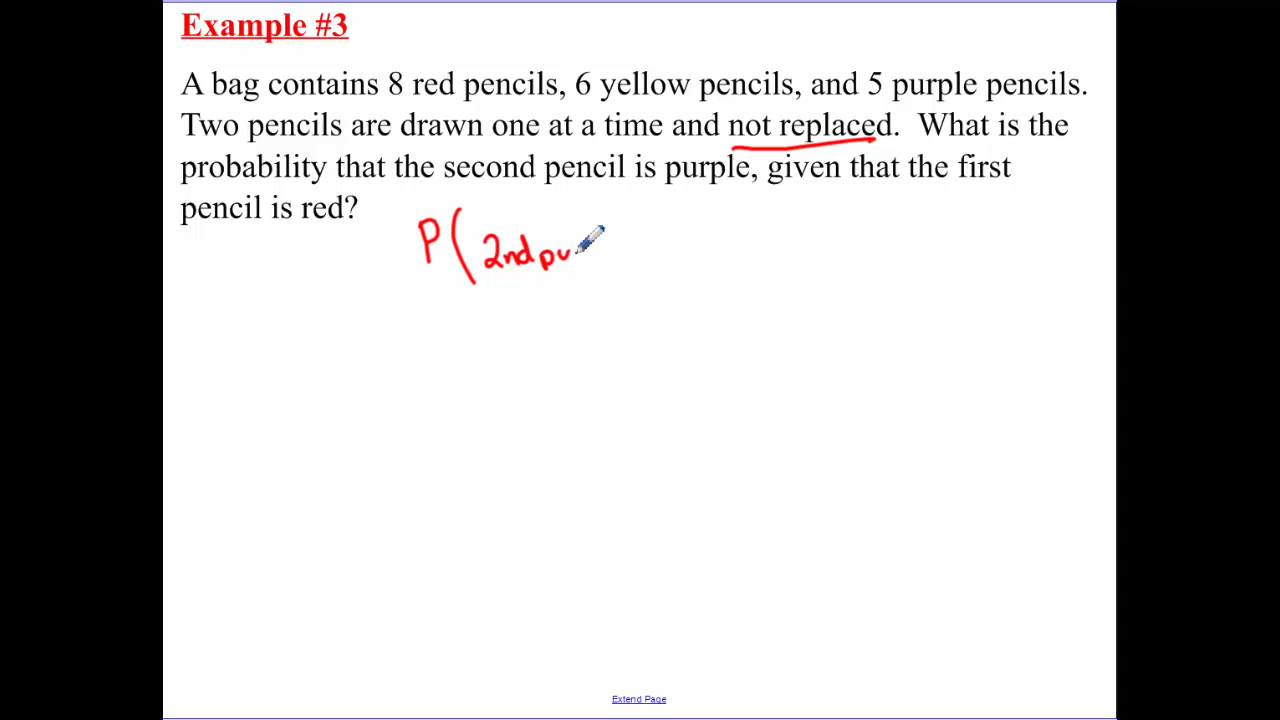 Example #3
A bag contains 8 red pencils, 6 yellow pencils, and 5 purple pencils.
Two pencils are drawn one at a time and not replaced.  What is the
probability that the second pencil is purple, given that the first
pencil is red?
P( 2nd pu
Extend Page